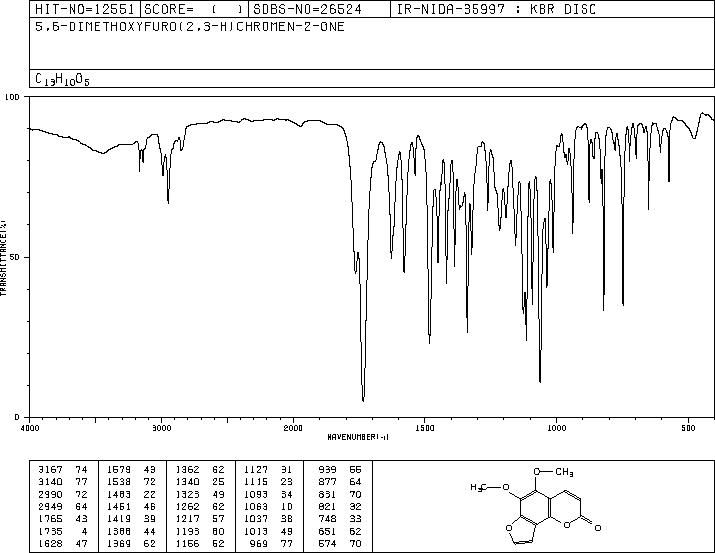 HIT-NO=12551 SCORE= ( ) SDBS-NO=26524 IR-NIDA-35997 : KBR DISC
5,6-DIMETHOXYFURO(2,3-H)CHROMEN-2-ONE
C13H10O5
100
50
0
TRANSMITTANCE(%)
4000 3000 2000 1500 1000 500
WAVENUMBER(-1)
3167 74 1579 43 1362 62 1127 31 939 55
3140 77 1538 72 1340 25 1115 23 877 64
2990 72 1483 22 1323 49 1093 34 831 70
2949 64 1451 46 1262 62 1063 10 821 32
1765 43 1419 39 1217 57 1037 38 748 33
1735 4 1388 44 1193 60 1013 49 651 62
1628 47 1369 62 1156 52 969 77 574 70
O CH3
H3C O
O O O